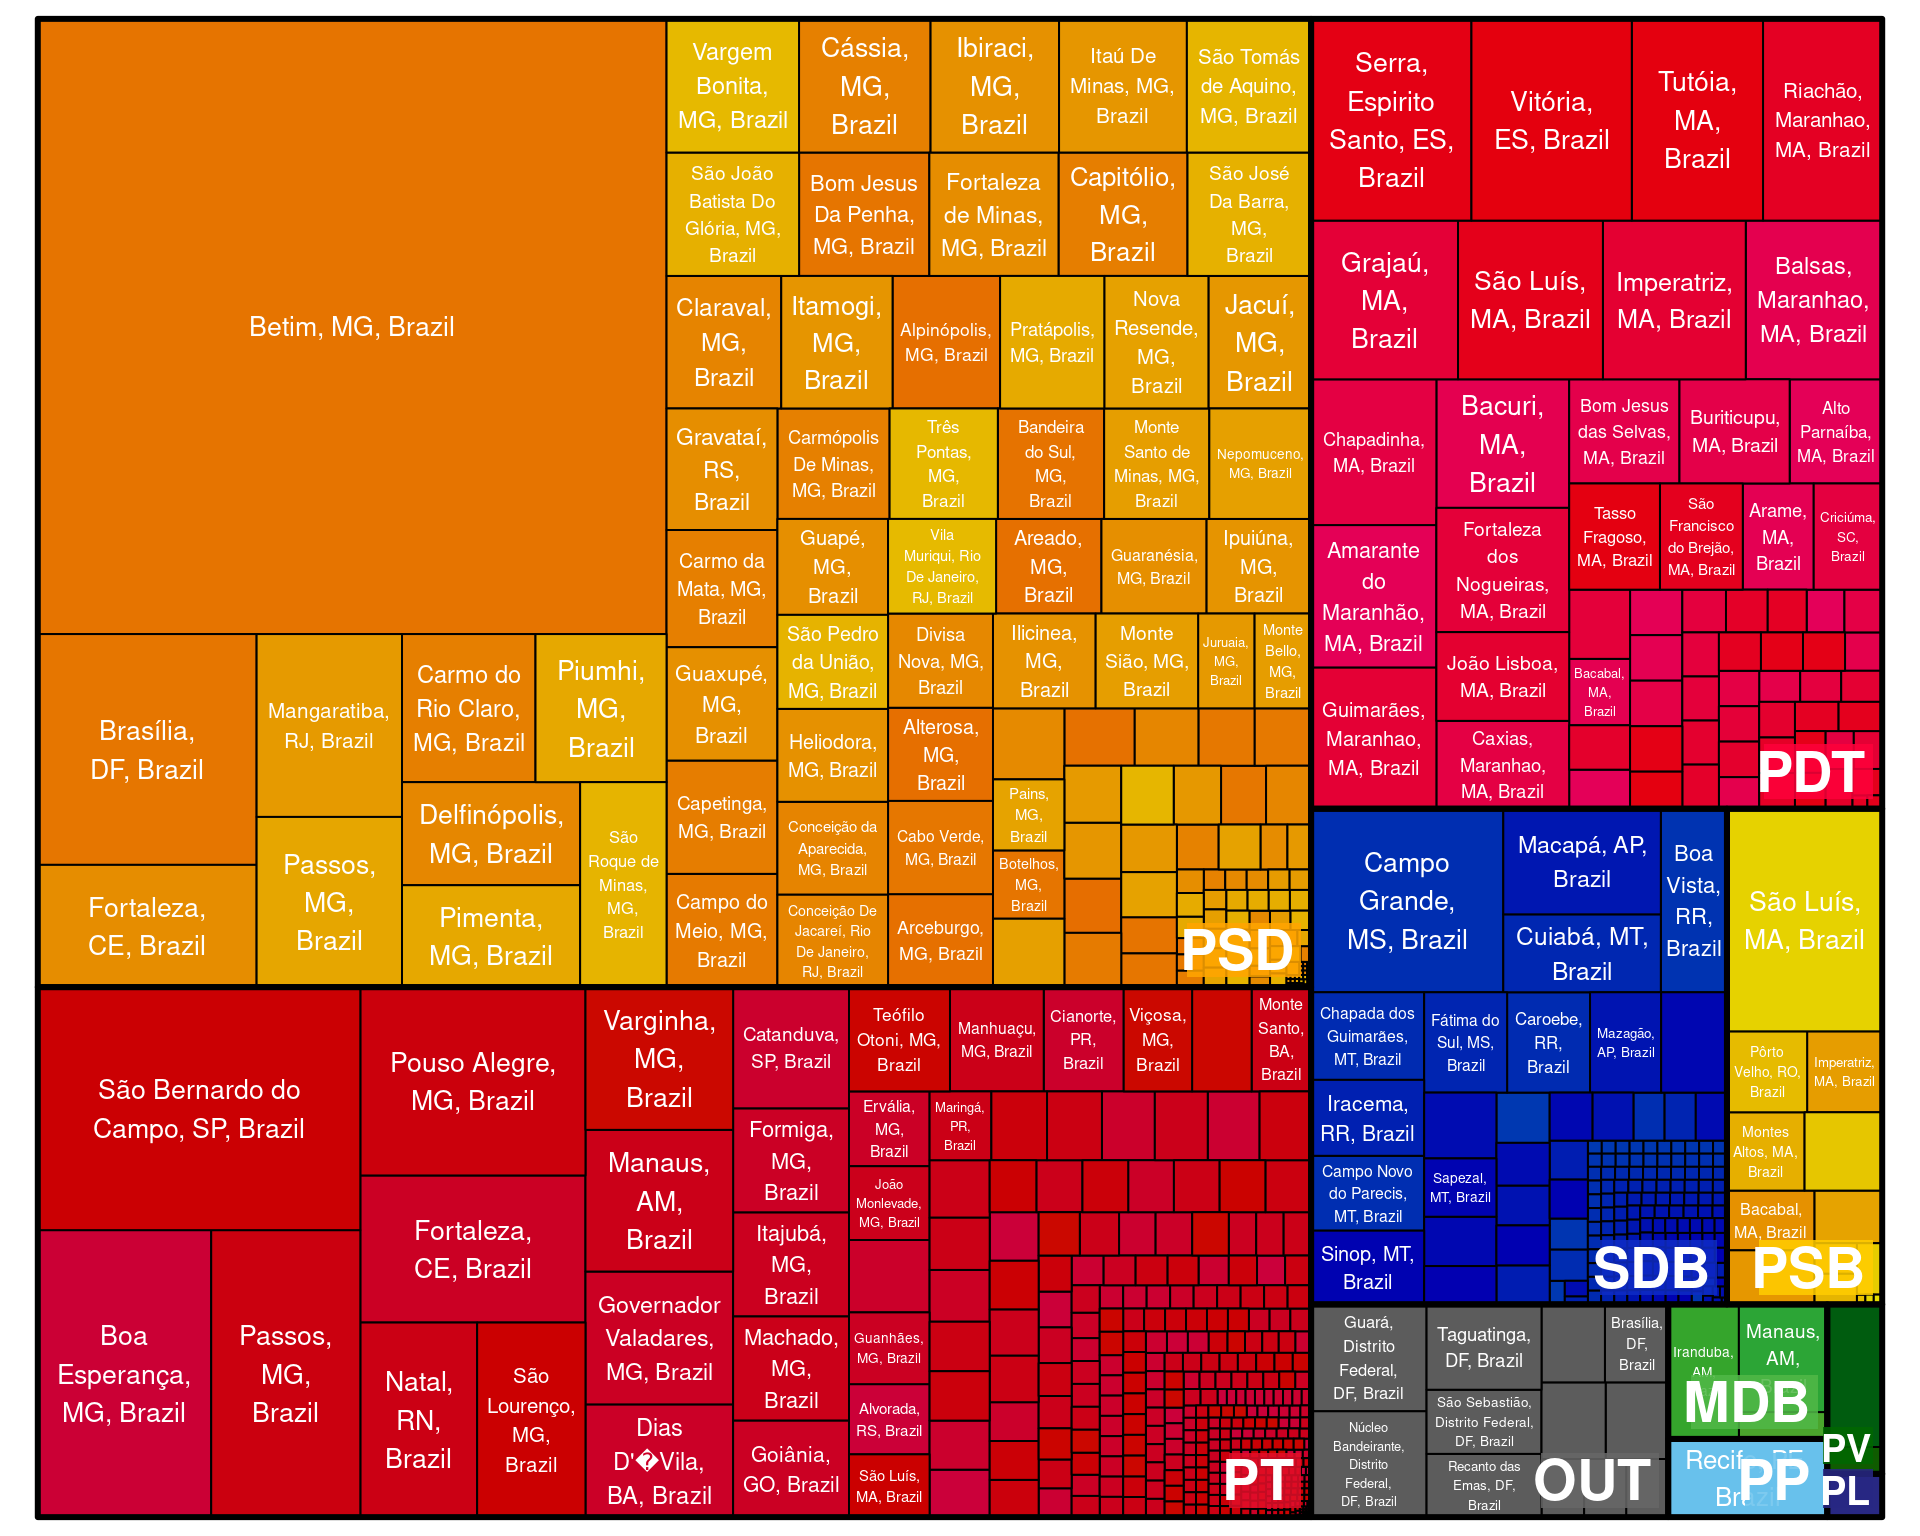 Betim, MG, Brazil
Brasília,
DF, Brazil
Fortaleza,
CE, Brazil
Mangaratiba,
RJ, Brazil
Passos,
MG,
Brazil
Carmo do
Rio Claro,
MG, Brazil
Piumhi,
MG,
Brazil
Delfinópolis,
MG, Brazil
Pimenta,
MG, Brazil
São
Roque de
Minas,
MG,
Brazil
Vargem
Bonita,
MG, Brazil
Cássia,
MG,
Brazil
Ibiraci,
MG,
Brazil
Itaú De
Minas, MG,
Brazil
São Tomás
de Aquino,
MG, Brazil
São João
Batista Do
Glória, MG,
Brazil
Bom Jesus
Da Penha,
MG, Brazil
Fortaleza
de Minas,
MG, Brazil
Capitólio,
MG,
Brazil
São José
Da Barra,
MG,
Brazil
Claraval,
MG,
Brazil
Itamogi,
MG,
Brazil
Alpinópolis,
MG, Brazil
Pratápolis,
MG, Brazil
Nova
Resende,
MG,
Brazil
Jacuí,
MG,
Brazil
Gravataí,
RS,
Brazil
Carmo da
Mata, MG,
Brazil
Guaxupé,
MG,
Brazil
Capetinga,
MG, Brazil
Campo do
Meio, MG,
Brazil
Carmópolis
De Minas,
MG, Brazil
Três
Pontas,
MG,
Brazil
Bandeira
do Sul,
MG,
Brazil
Monte
Santo de
Minas, MG,
Brazil
Nepomuceno,
MG, Brazil
Guapé,
MG,
Brazil
Vila
Muriqui, Rio
De Janeiro,
RJ, Brazil
Areado,
MG,
Brazil
Guaranésia,
MG, Brazil
Ipuiúna,
MG,
Brazil
São Pedro
da União,
MG, Brazil
Divisa
Nova, MG,
Brazil
Ilicinea,
MG,
Brazil
Monte
Sião, MG,
Brazil
Juruaia,
MG,
Brazil
Monte
Bello,
MG,
Brazil
Heliodora,
MG, Brazil
Alterosa,
MG,
Brazil
Conceição da
Aparecida,
MG, Brazil
Cabo Verde,
MG, Brazil
Conceição De
Jacareí, Rio
De Janeiro,
RJ, Brazil
Arceburgo,
MG, Brazil
Pains,
MG,
Brazil
Botelhos,
MG,
Brazil
PSD
Serra,
Espirito
Santo, ES,
Brazil
Vitória,
ES, Brazil
Tutóia,
MA,
Brazil
Riachão,
Maranhao,
MA, Brazil
Grajaú,
MA,
Brazil
São Luís,
MA, Brazil
Imperatriz,
MA, Brazil
Balsas,
Maranhao,
MA, Brazil
Chapadinha,
MA, Brazil
Amarante
do
Maranhão,
MA, Brazil
Guimarães,
Maranhao,
MA, Brazil
Bacuri,
MA,
Brazil
Fortaleza
dos
Nogueiras,
MA, Brazil
João Lisboa,
MA, Brazil
Caxias,
Maranhao,
MA, Brazil
Bom Jesus
das Selvas,
MA, Brazil
Buriticupu,
MA, Brazil
Alto
Parnaíba,
MA, Brazil
Tasso
Fragoso,
MA, Brazil
São
Francisco
do Brejão,
MA, Brazil
Arame,
MA,
Brazil
Criciúma,
SC,
Brazil
Bacabal,
MA,
Brazil
PDT
São Bernardo do
Campo, SP, Brazil
Boa
Esperança,
MG, Brazil
Passos,
MG,
Brazil
Pouso Alegre,
MG, Brazil
Fortaleza,
CE, Brazil
Natal,
RN,
Brazil
São
Lourenço,
MG,
Brazil
Varginha,
MG,
Brazil
Manaus,
AM,
Brazil
Governador
Valadares,
MG, Brazil
Dias
D'�Vila,
BA, Brazil
Catanduva,
SP, Brazil
Formiga,
MG,
Brazil
Itajubá,
MG,
Brazil
Machado,
MG,
Brazil
Goiânia,
GO, Brazil
Teófilo
Otoni, MG,
Brazil
Manhuaçu,
MG, Brazil
Cianorte,
PR,
Brazil
Viçosa,
MG,
Brazil
Monte
Santo,
BA,
Brazil
Ervália,
MG,
Brazil
Maringá,
PR,
Brazil
João
Monlevade,
MG, Brazil
Guanhães,
MG, Brazil
Alvorada,
RS, Brazil
São Luís,
MA, Brazil
PT
Campo
Grande,
MS, Brazil
Macapá, AP,
Brazil
Cuiabá, MT,
Brazil
Boa
Vista,
RR,
Brazil
Chapada dos
Guimarães,
MT, Brazil
Fátima do
Sul, MS,
Brazil
Caroebe,
RR,
Brazil
Mazagão,
AP, Brazil
Iracema,
RR, Brazil
Campo Novo
do Parecis,
MT, Brazil
Sinop, MT,
Brazil
Sapezal,
MT, Brazil
SDB
São Luís,
MA, Brazil
Pôrto
Velho, RO,
Brazil
Imperatriz,
MA, Brazil
Montes
Altos, MA,
Brazil
Bacabal,
MA, Brazil
PSB
Guará,
Distrito
Federal,
DF, Brazil
Núcleo
Bandeirante,
Distrito
Federal,
DF, Brazil
Taguatinga,
DF, Brazil
São Sebastião,
Distrito Federal,
DF, Brazil
Recanto das
Emas, DF,
Brazil
Brasília,
DF,
Brazil
OUT
Iranduba,
AM,
Manaus,
AM,
MDB
Recife, PE,
Brazil
PP
PV
PL